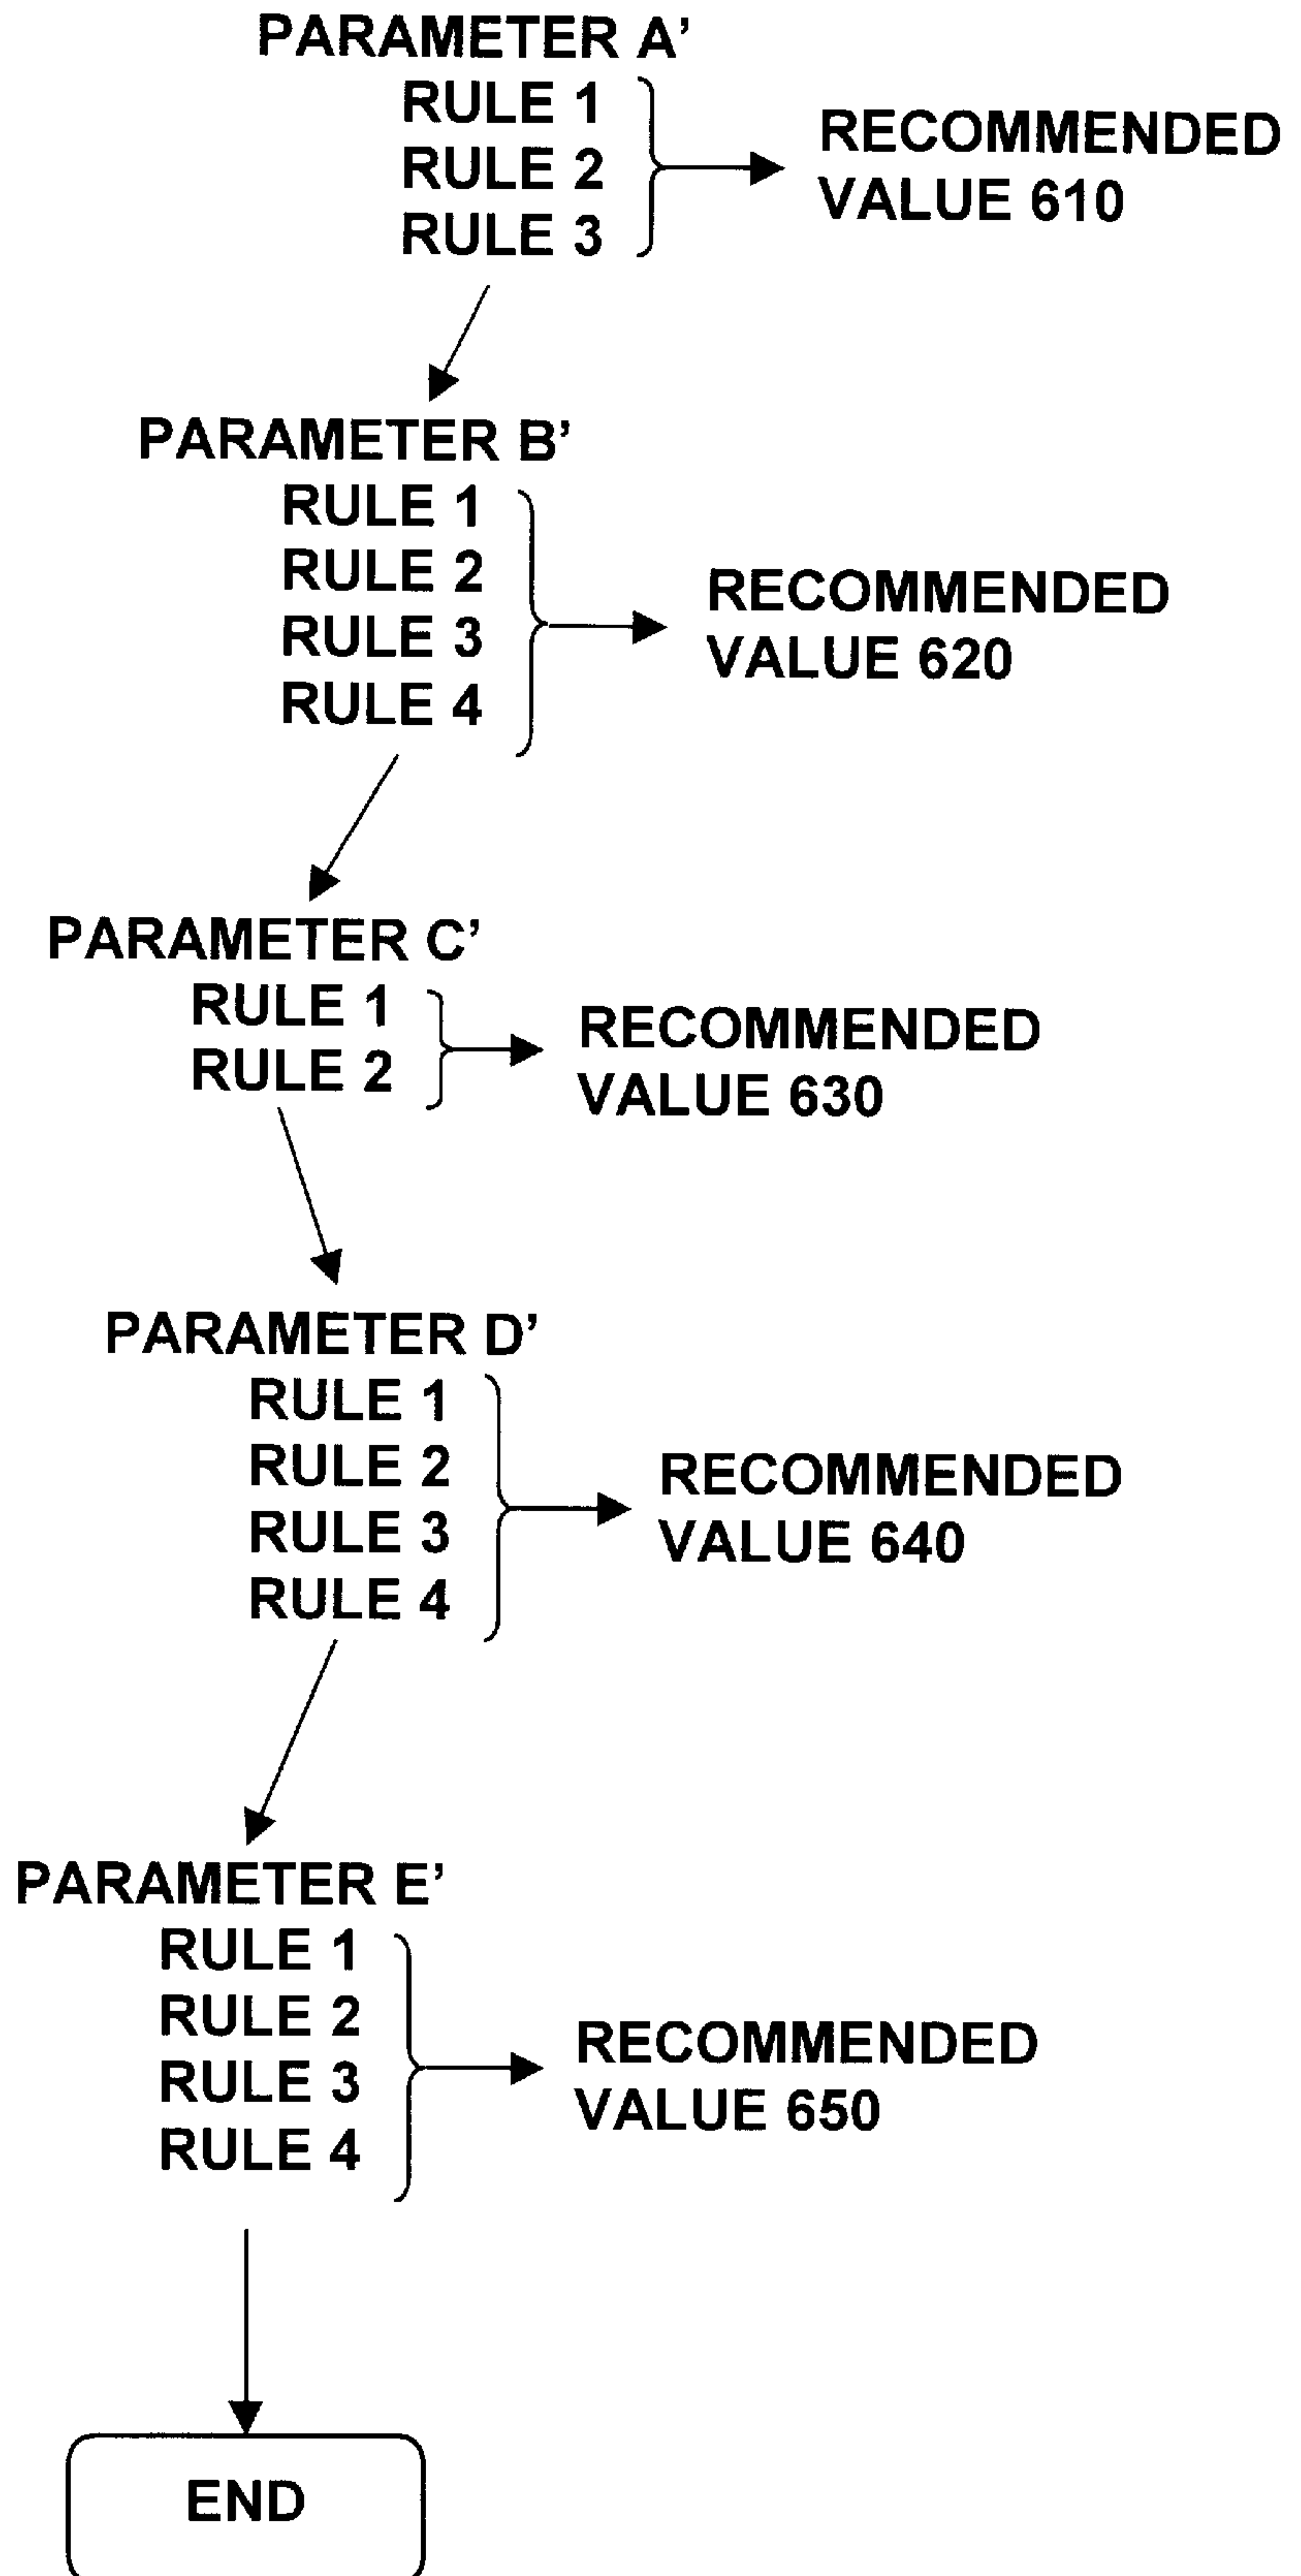 PARAMETER A’
RULE 1
RULE 2
RULE 3
RECOMMENDED
VALUE 610
PARAMETER B’
RULE 1
RULE 2
RULE 3
RULE 4
RECOMMENDED
VALUE 620
PARAMETER C’
RULE 1
RULE 2
RECOMMENDED
VALUE 630
PARAMETER D’
RULE 1
RULE 2
RULE 3
RULE 4
RECOMMENDED
VALUE 640
PARAMETER E’
RULE 1
RULE 2
RULE 3
RULE 4
RECOMMENDED
VALUE 650
END